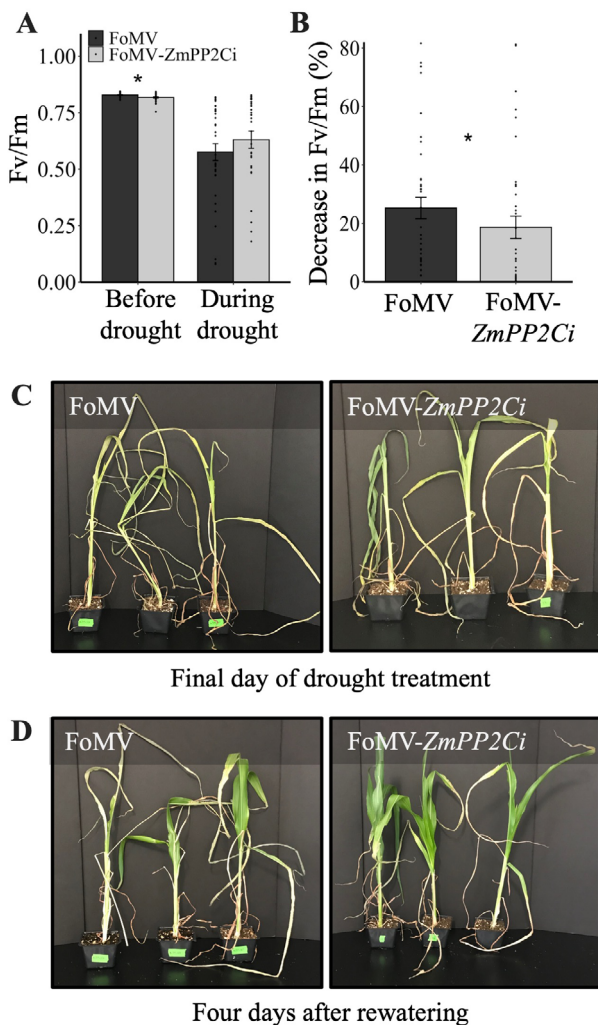 A
FoMV
FoMV-ZmPP2Ci
*
Fv/Fm
1.00
0.75
0.50
0.25
0.00
Before
drought
During
drought
B
Decrease in Fv/Fm (%)
80
60
40
20
0
*
FoMV
FoMV-
ZmPP2Ci
C
FoMV
FoMV-ZmPP2Ci
Final day of drought treatment
D
FoMV
FoMV-ZmPP2Ci
Four days after rewatering